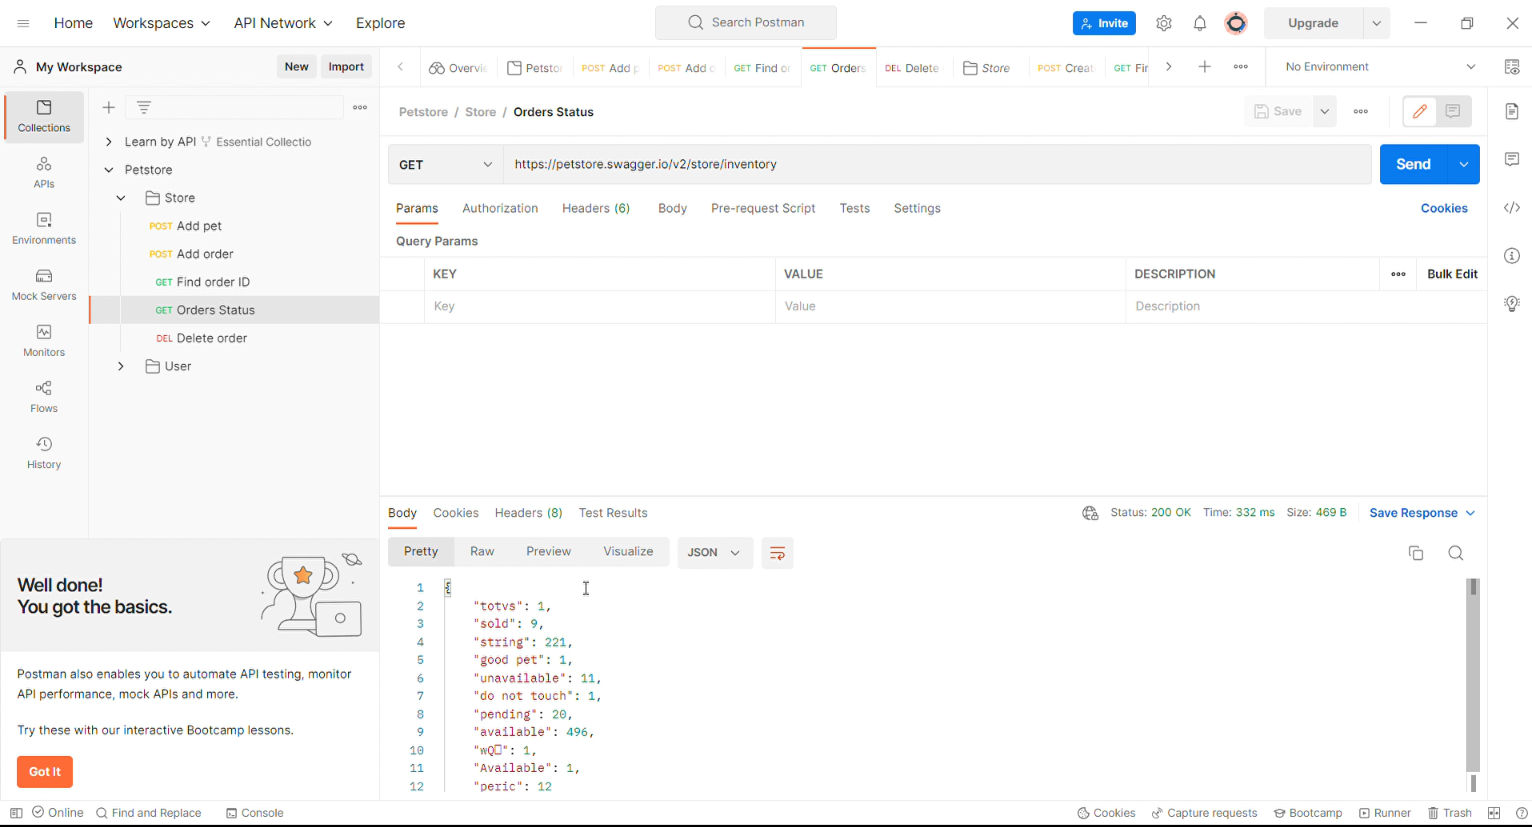 Home Workspaces API Network Explore Search Postman Invite Upgrade
My Workspace New Import Overvi Petstor POST Add p POST Add o GET Find or GET Orders DEL Delete Store POST Creat GET Fir No Environment
Collections
APIs
Environments
Mock Servers
Monitors
Flows
History
Learn by API Essential Collectio
Petstore
Store
POST Add pet
POST Add order
GET Find order ID
GET Orders Status
DEL Delete order
User
Petstore / Store / Orders Status Save
GET https://petstore.swagger.io/v2/store/inventory Send
Params Authorization Headers (6) Body Pre-request Script Tests Settings Cookies
Query Params
KEY VALUE DESCRIPTION Bulk Edit
Key Value Description
Body Cookies Headers (8) Test Results Status: 200 OK Time: 332 ms Size: 469 B Save Response
Pretty Raw Preview Visualize JSON
1 {
2 "totvs": 1,
3 "sold": 9,
4 "string": 221,
5 "good pet": 1,
6 "unavailable": 11,
7 "do not touch": 1,
8 "pending": 20,
9 "available": 496,
10 "wQ□": 1,
11 "Available": 1,
12 "peric": 12
Well done!
You got the basics.
Postman also enables you to automate API testing, monitor
API performance, mock APIs and more.
Try these with our interactive Bootcamp lessons.
Got It
Online Find and Replace Console Cookies Capture requests Bootcamp Runner Trash